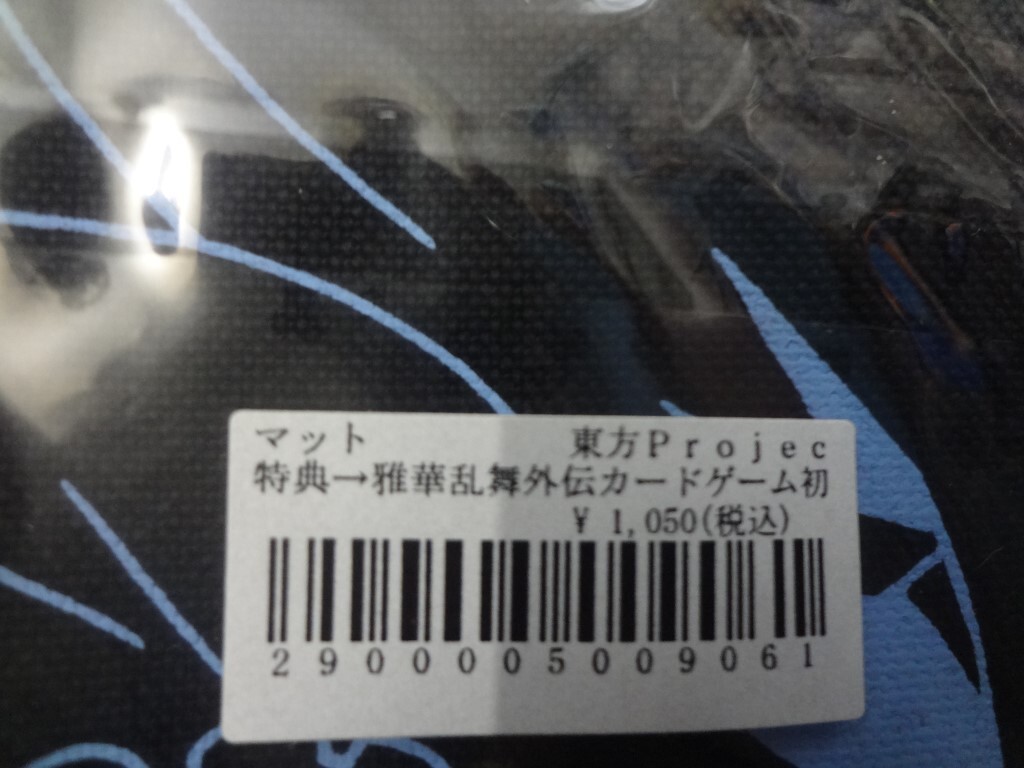 マット 東方Projec
特典→雅華乱舞外伝カードゲーム初
¥ 1,050(税込)
2900005009061